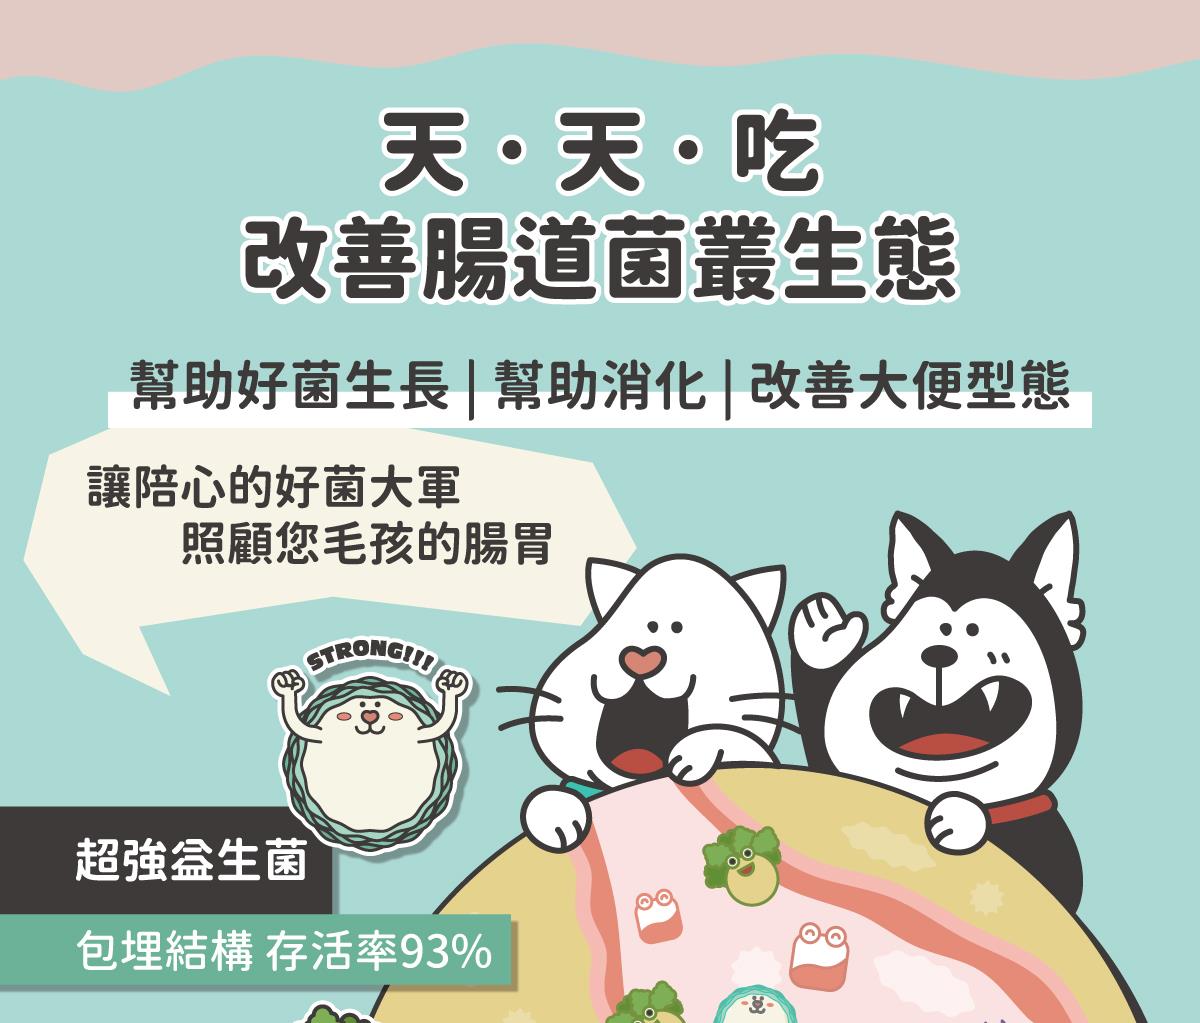 天・天・吃
改善腸道菌叢生態
幫助好菌生長|幫助消化|改善大便型態
讓陪心的好菌大軍
照顧您毛孩的腸胃
STRONG!!!
超強益生菌
包埋結構 存活率93%